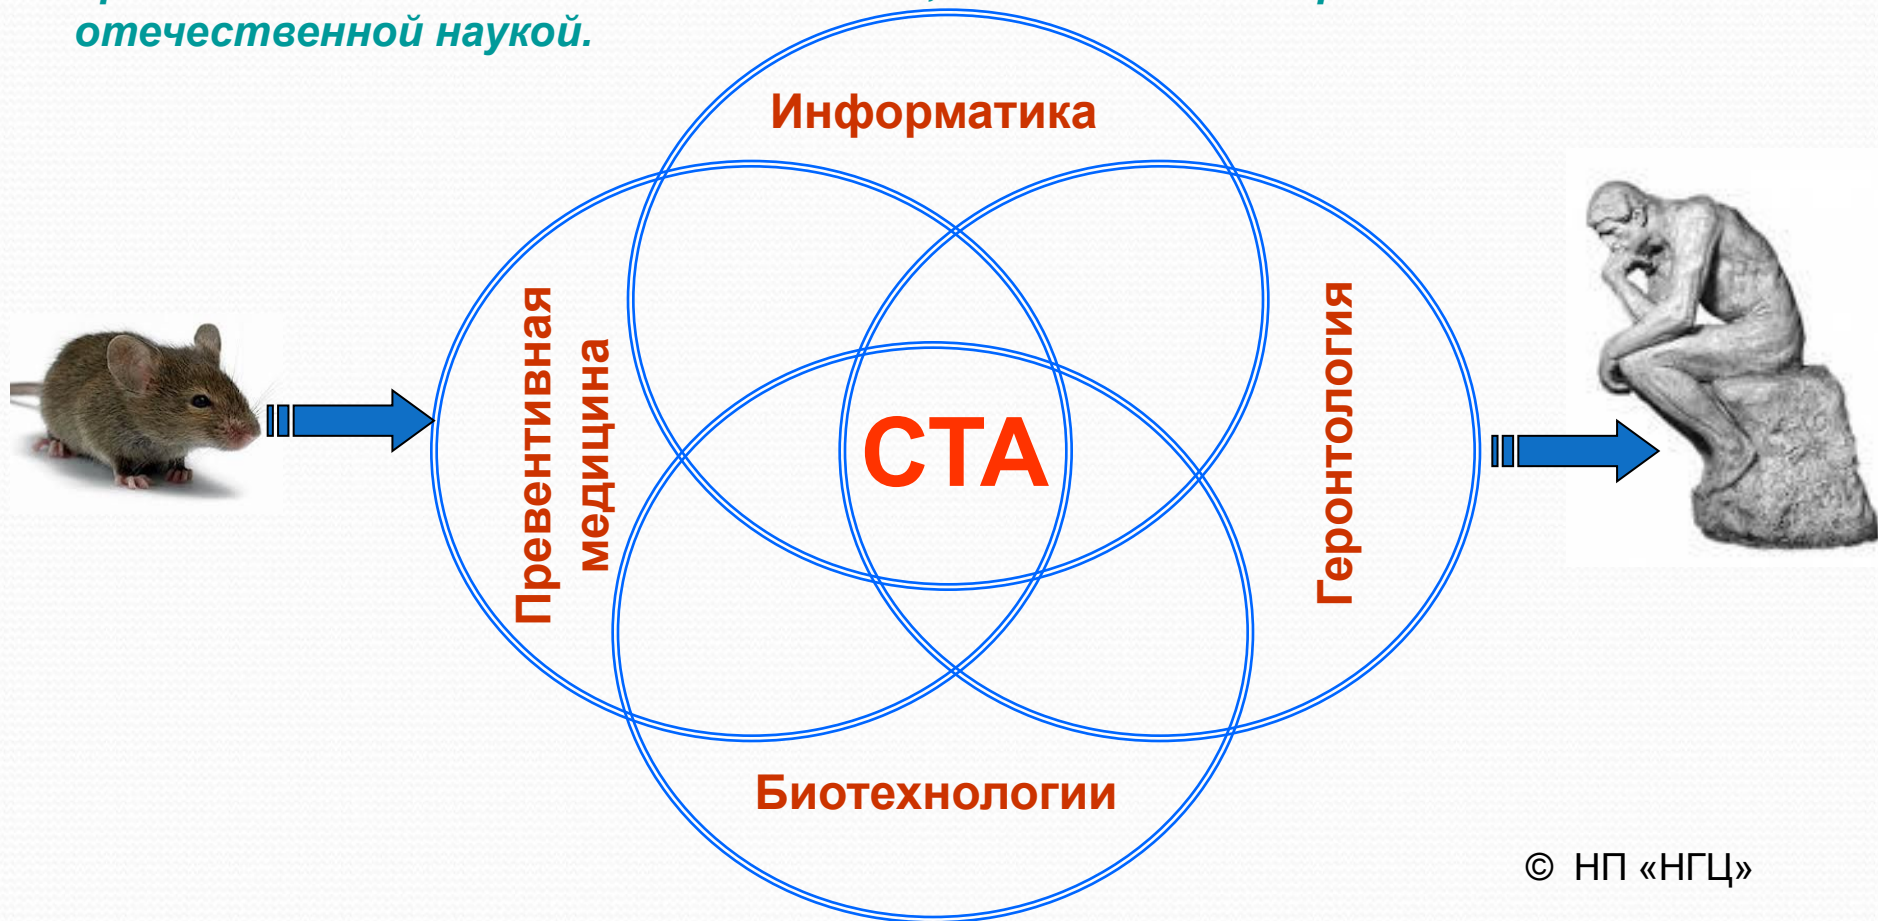 отечественной наукой.
Информатика
Превентивная
медицина
СТА
Геронтология
Биотехнологии
© НП «НГЦ»